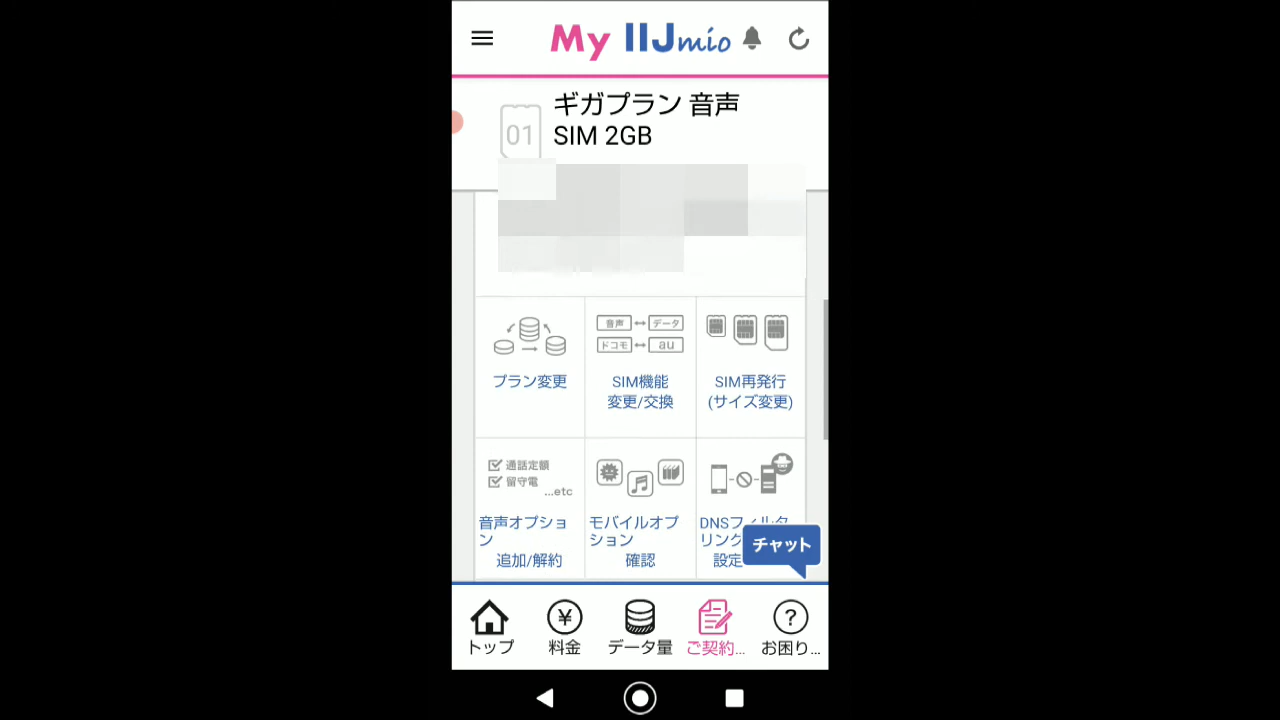 My IIJmio
01
ギガプラン 音声
SIM 2GB
音声 ↔ データ
ドコモ ↔ au
プラン変更
SIM機能
変更/交換
SIM再発行
(サイズ変更)
通話定額
留守電
...etc
音声オプショ
ン
追加/解約
モバイルオプ
ション
確認
DNSフィルタ
リング
設定
チャット
トップ
料金
データ量
ご契約...
お困り...